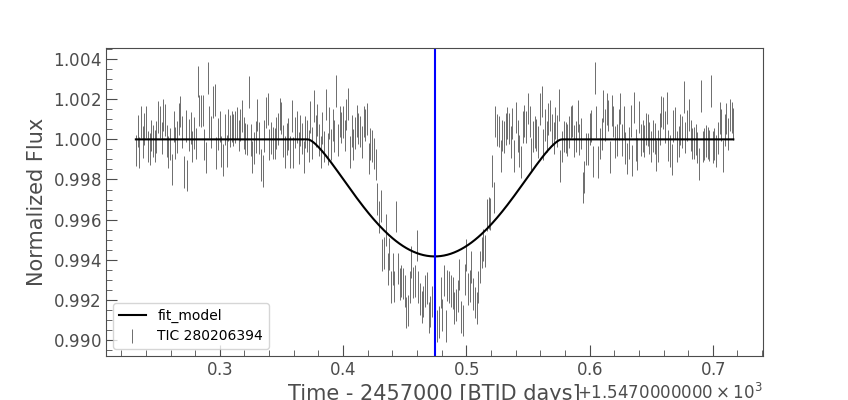 1.004
1.002
1.000
0.998
0.996
0.994
0.992
0.990
Normalized Flux
fit_model
TIC 280206394
0.3 0.4 0.5 0.6 0.7
Time - 2457000 [BTJD days]
+1.5470000000 × 10³